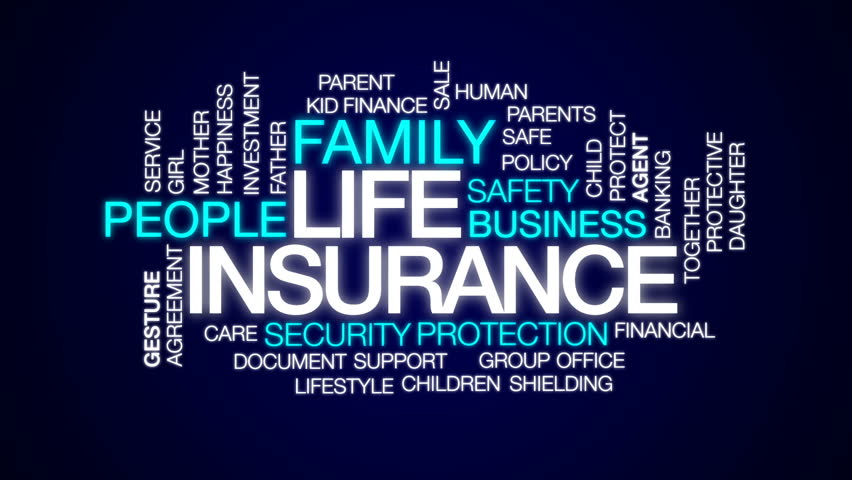 PARENT
SALE
HUMAN
KID FINANCE
PARENTS
SERVICE
GIRL
MOTHER
HAPPINESS
INVESTMENT
FATHER
FAMILY
SAFE
POLICY
CHILD
PROTECT
AGENT
BANKING
TOGETHER
PROTECTIVE
DAUGHTER
PEOPLE
LIFE
SAFETY
BUSINESS
INSURANCE
GESTURE
AGREEMENT
CARE
SECURITY PROTECTION
FINANCIAL
DOCUMENT SUPPORT
GROUP OFFICE
LIFESTYLE
CHILDREN
SHIELDING